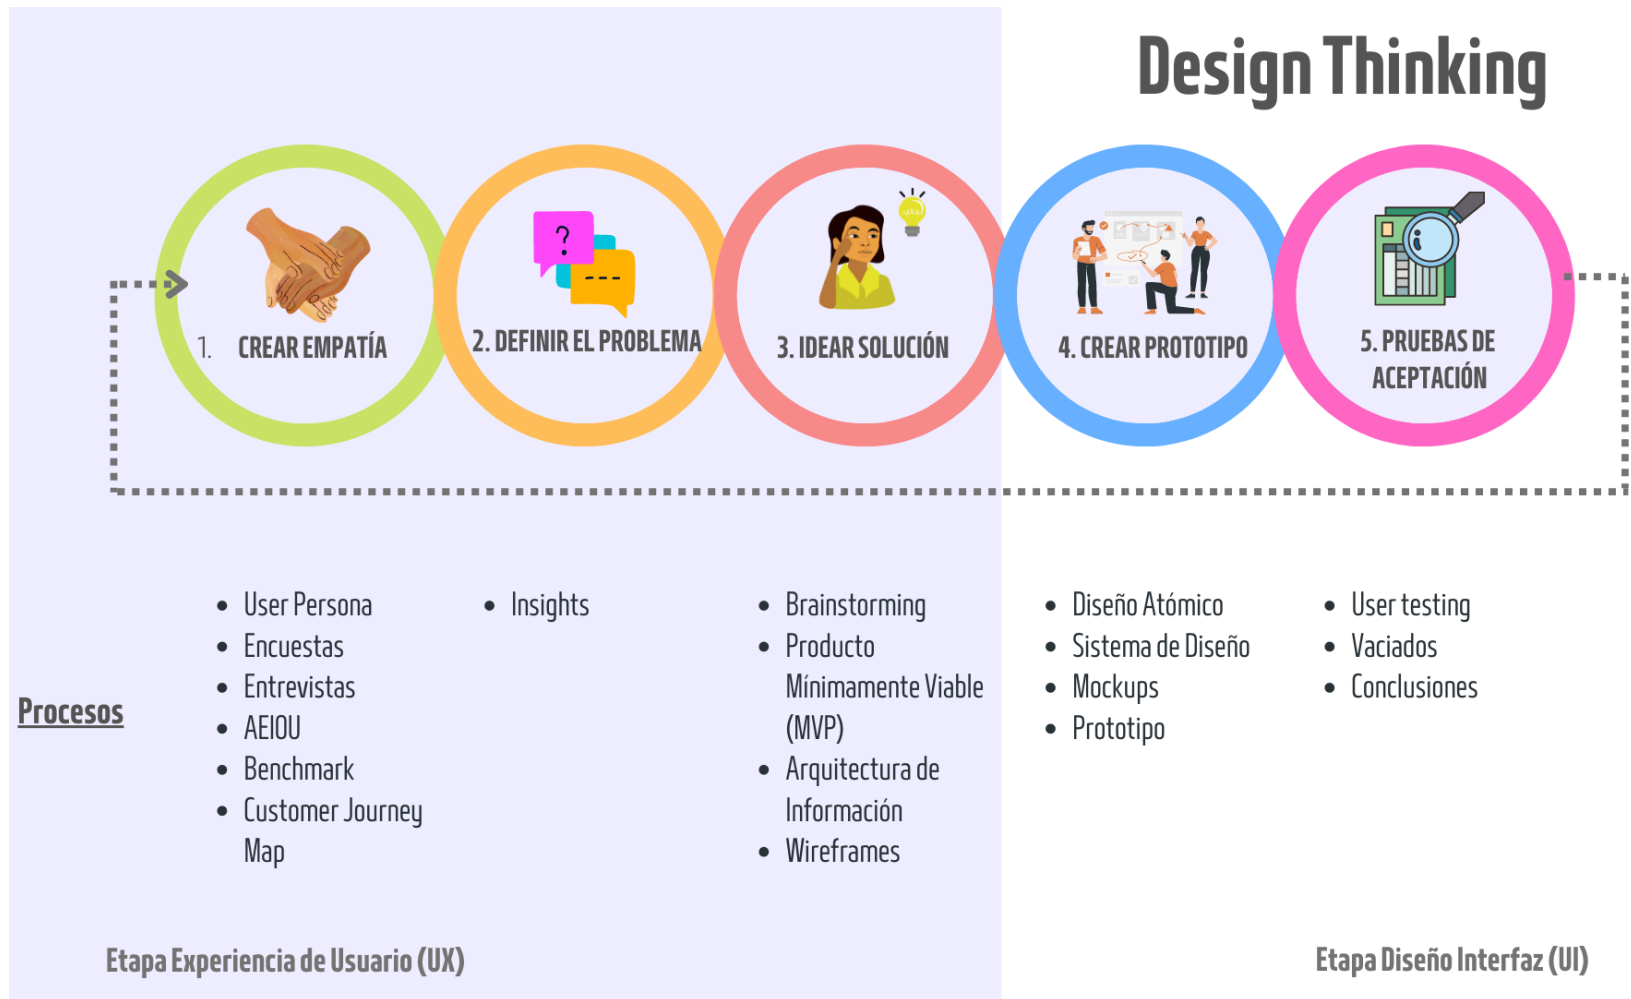 Design Thinking
1. CREAR EMPATÍA
2. DEFINIR EL PROBLEMA
3. IDEAR SOLUCIÓN
4. CREAR PROTOTIPO
5. PRUEBAS DE
ACEPTACIÓN
?
Procesos
User Persona
Encuestas
Entrevistas
AEIOU
Benchmark
Customer Journey
Map
Insights
Brainstorming
Producto
Mínimamente Viable
(MVP)
Arquitectura de
Información
Wireframes
Diseño Atómico
Sistema de Diseño
Mockups
Prototipo
User testing
Vaciados
Conclusiones
Etapa Experiencia de Usuario (UX)
Etapa Diseño Interfaz (UI)